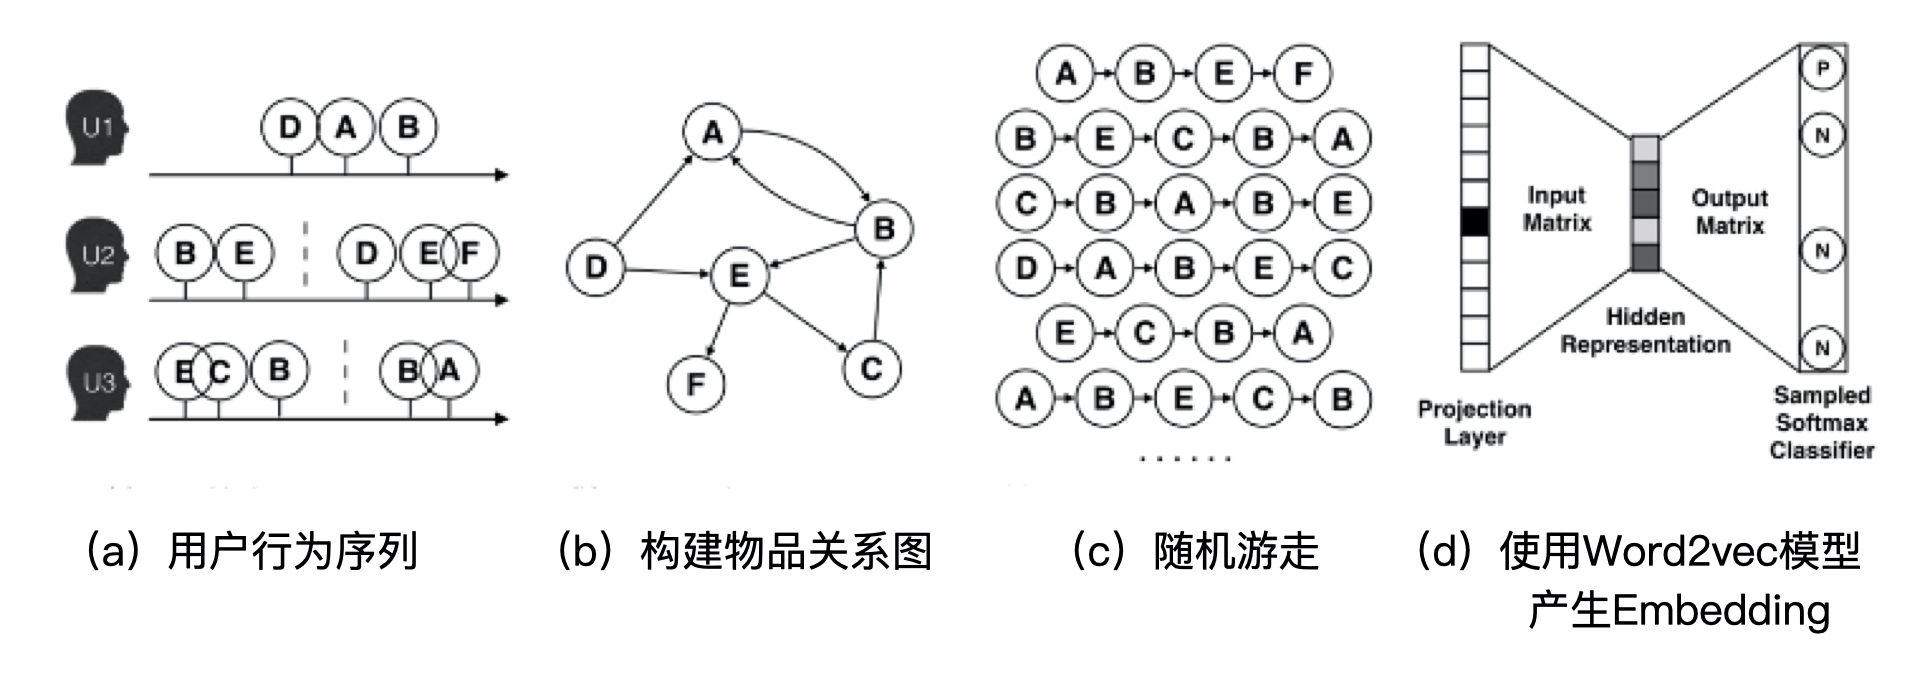 U1 D A B
U2 B E D E F
U3 E C B B A
A
B
D
E
F
C
A B E F
B E C B A
C B A B E
D A B E C
E C B A
A B E C B
......
P
N
N
N
Input
Matrix
Output
Matrix
Hidden
Representation
Projection
Layer
Sampled
Softmax
Classifier
（a）用户行为序列
（b）构建物品关系图
（c）随机游走
（d）使用Word2vec模型
产生Embedding